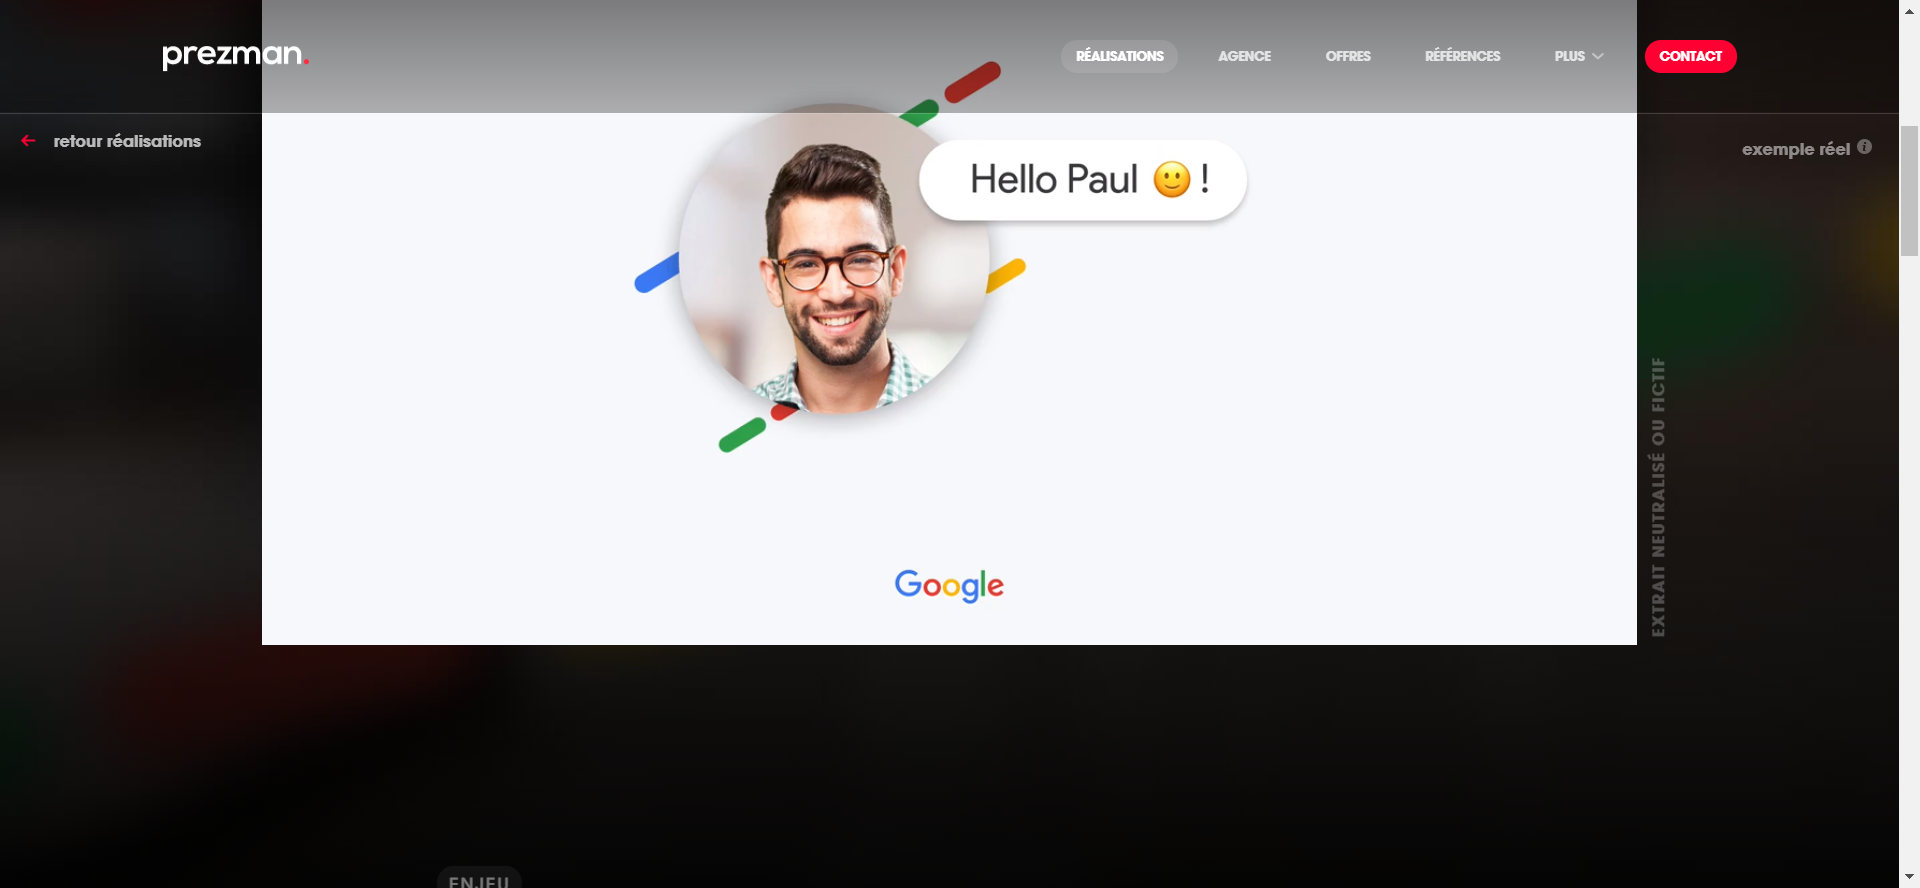 prezman.
RÉALISATIONS
AGENCE
OFFRES
RÉFÉRENCES
PLUS
CONTACT
retour réalisations
exemple réel
Hello Paul 🙂 !
EXTRAIT NEUTRALISÉ OU FICTIF
Google
ENJEU